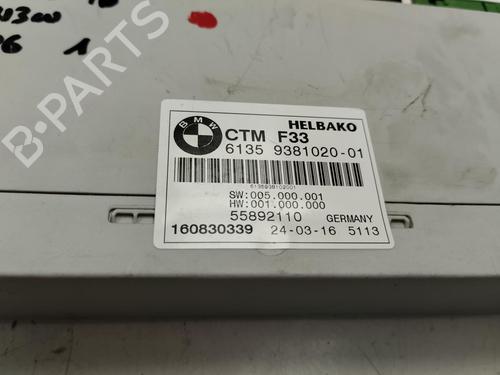 B-PARTS
BMW
HELBAKO
CTM F33
6135 9381020-01
6135938102001
SW:005.000.001
HW:001.000.000
55892110
GERMANY
160830339
24-03-16 5113